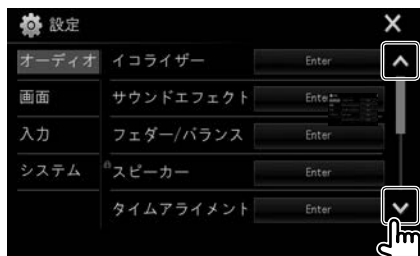 設定
オーディオ イコライザー Enter
画面 サウンドエフェクト Ente
入力 フェダー/バランス Enter
システム スピーカー Enter
タイムアライメント Enter